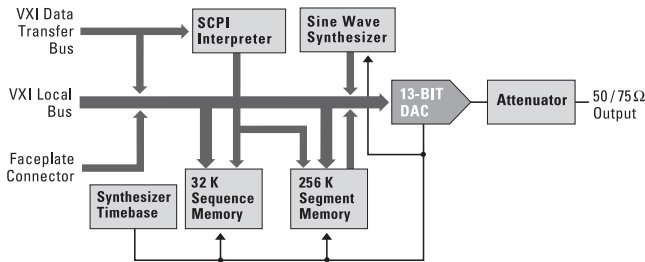 VXI Data
Transfer
Bus
SCPI
Interpreter
Sine Wave
Synthesizer
VXI Local
Bus
13-BIT
DAC
Attenuator
50/75Ω
Output
Faceplate
Connector
Synthesizer
Timebase
32 K
Sequence
Memory
256 K
Segment
Memory